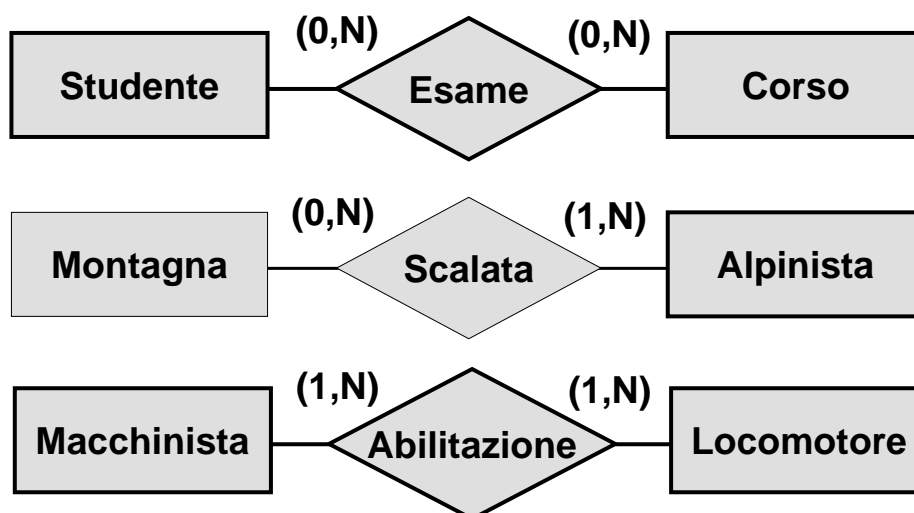 (0,N) (0,N)
Studente Esame Corso
(0,N) (1,N)
Montagna Scalata Alpinista
(1,N) (1,N)
Macchinista Abilitazione Locomotore